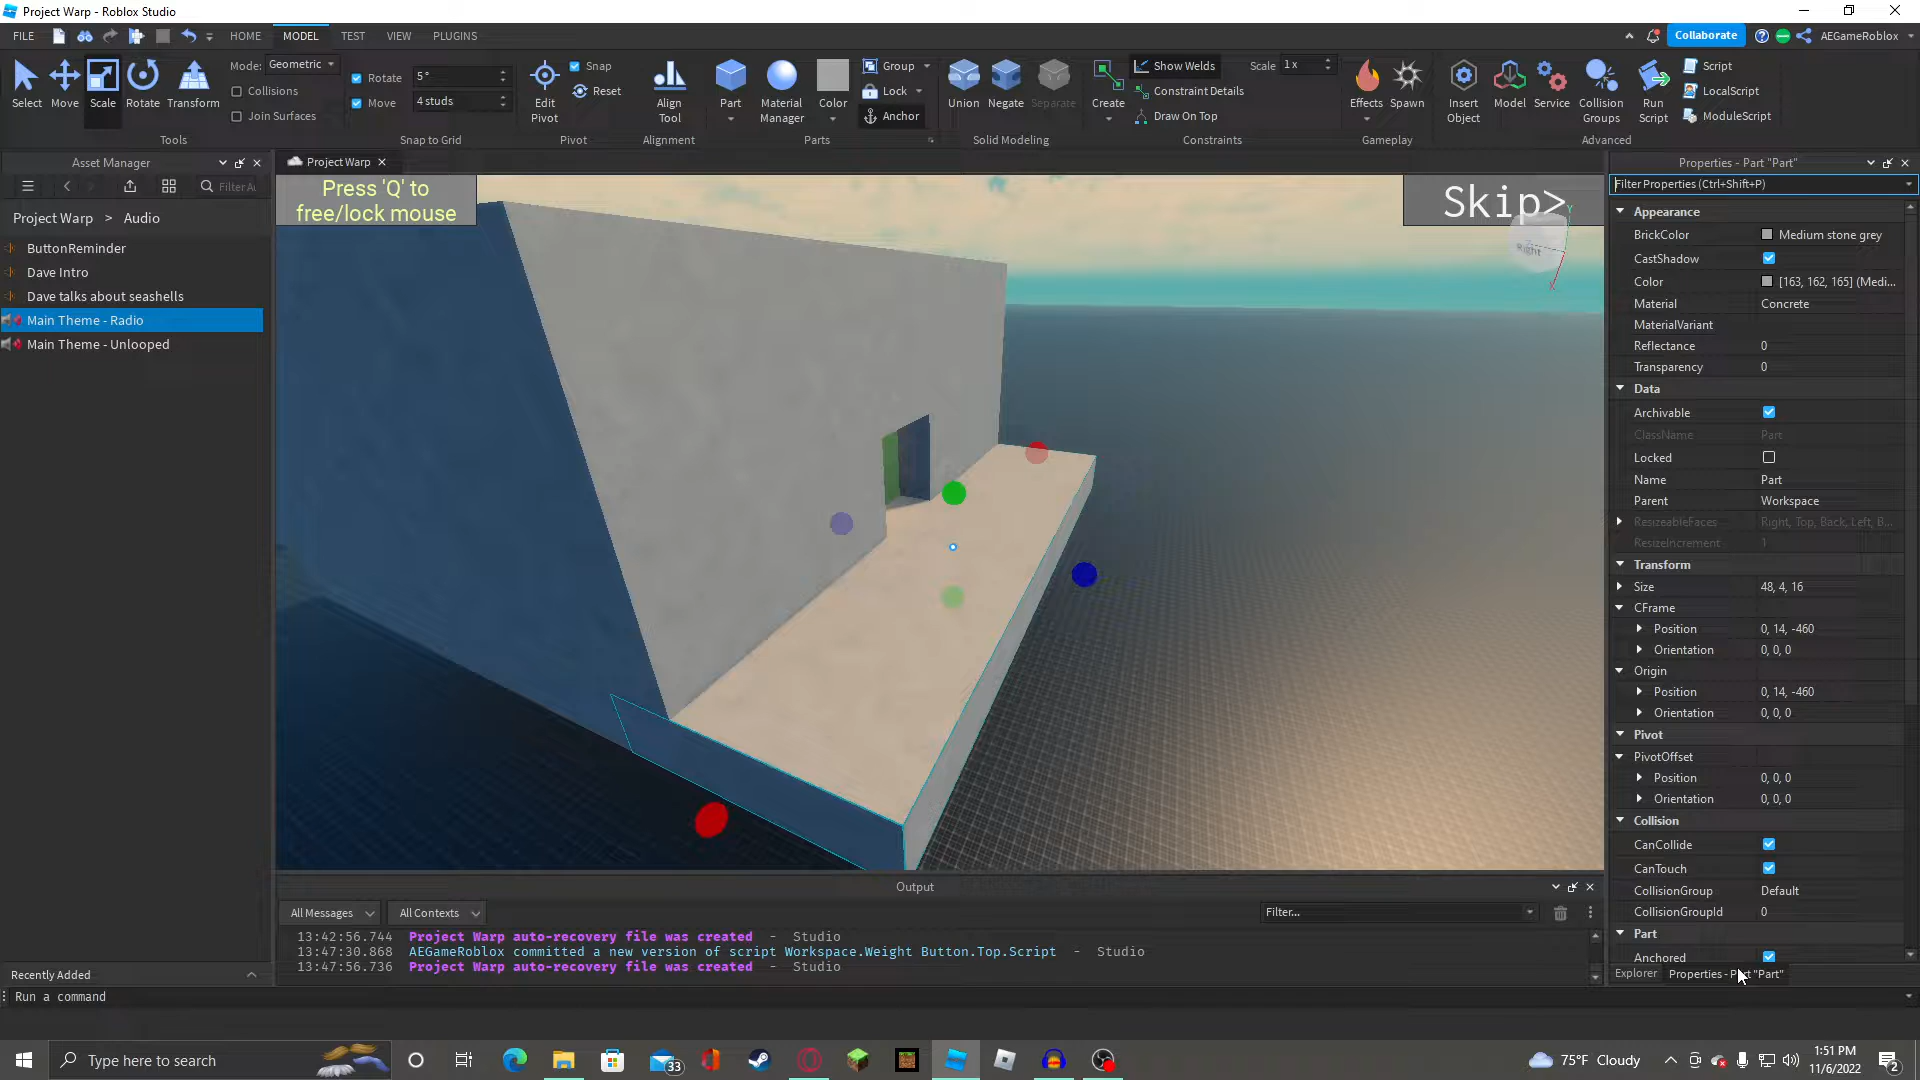 Project Warp - Roblox Studio
FILE HOME MODEL TEST VIEW PLUGINS Collaborate AEGameRoblox
Select Move Scale Rotate Transform
Mode: Geometric
Collisions
Join Surfaces
Tools
Rotate 5°
Move 4 studs
Snap to Grid
Edit Pivot
Snap
Reset
Pivot
Align Tool
Alignment
Part
Material Manager
Color
Group
Lock
Anchor
Parts
Union Negate Separate
Solid Modeling
Create
Show Welds
Constraint Details
Draw On Top
Scale 1 x
Constraints
Effects Spawn
Gameplay
Insert Object
Model Service
Collision Groups
Run Script
Script
LocalScript
ModuleScript
Advanced
Asset Manager
Filter A
Project Warp > Audio
ButtonReminder
Dave Intro
Dave talks about seashells
Main Theme - Radio
Main Theme - Unlooped
Recently Added
Project Warp
Press 'Q' to
free/lock mouse
Skip>
Right
Y
X
Output
All Messages All Contexts Filter...
13:42:56.744 Project Warp auto-recovery file was created - Studio
13:47:30.868 AEGameRoblox committed a new version of script Workspace.Weight Button.Top.Script - Studio
13:47:56.736 Project Warp auto-recovery file was created - Studio
Properties - Part "Part"
Filter Properties (Ctrl+Shift+P)
Appearance
BrickColor Medium stone grey
CastShadow
Color [163, 162, 165] (Medi...
Material Concrete
MaterialVariant
Reflectance 0
Transparency 0
Data
Archivable
ClassName Part
Locked
Name Part
Parent Workspace
ResizeableFaces Right, Top, Back, Left, B...
ResizeIncrement 1
Transform
Size 48, 4, 16
CFrame
Position 0, 14, -460
Orientation 0, 0, 0
Origin
Position 0, 14, -460
Orientation 0, 0, 0
Pivot
PivotOffset
Position 0, 0, 0
Orientation 0, 0, 0
Collision
CanCollide
CanTouch
CollisionGroup Default
CollisionGroupId 0
Part
Anchored
Explorer Properties - Part "Part"
Run a command
Type here to search
33
75°F Cloudy
1:51 PM
11/6/2022
2